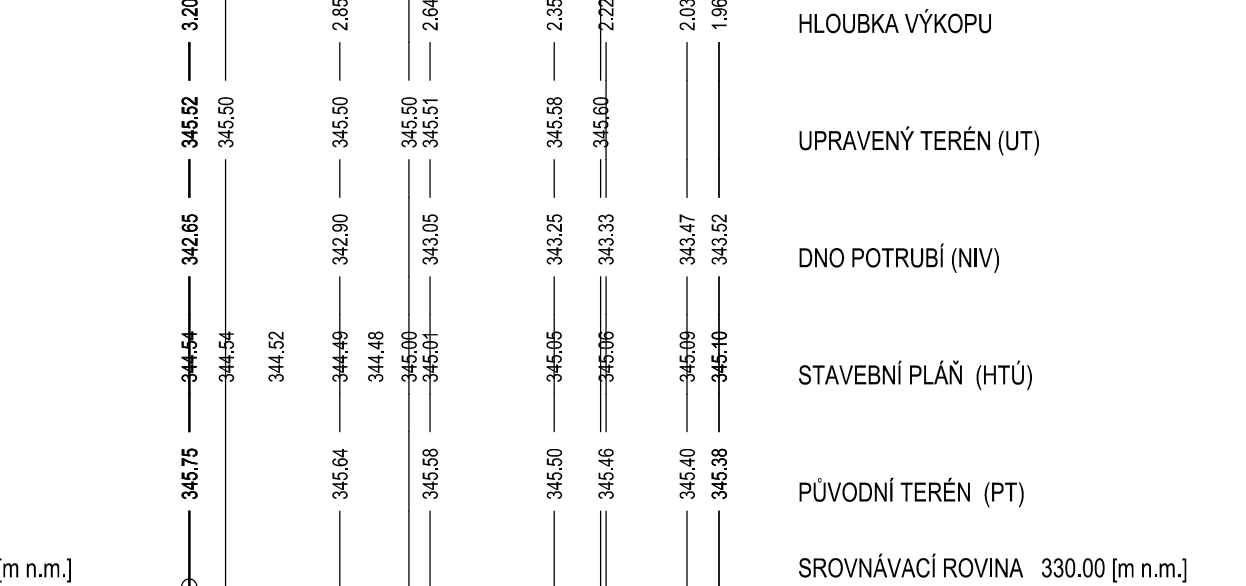 3.20 2.85 2.64 2.35 2.22 2.03 1.96 HLOUBKA VÝKOPU
345.52 345.50 345.50 345.50 345.51 345.58 345.60 UPRAVENÝ TERÉN (UT)
342.65 342.90 343.05 343.25 343.33 343.47 343.52 DNO POTRUBÍ (NIV)
344.54 344.54 344.52 344.49 344.48 345.00 345.01 345.05 345.06 345.09 345.10 STAVEBNÍ PLÁŇ (HTÚ)
345.75 345.64 345.58 345.50 345.46 345.40 345.38 PŮVODNÍ TERÉN (PT)
[m n.m.] SROVNÁVACÍ ROVINA 330.00 [m n.m.]